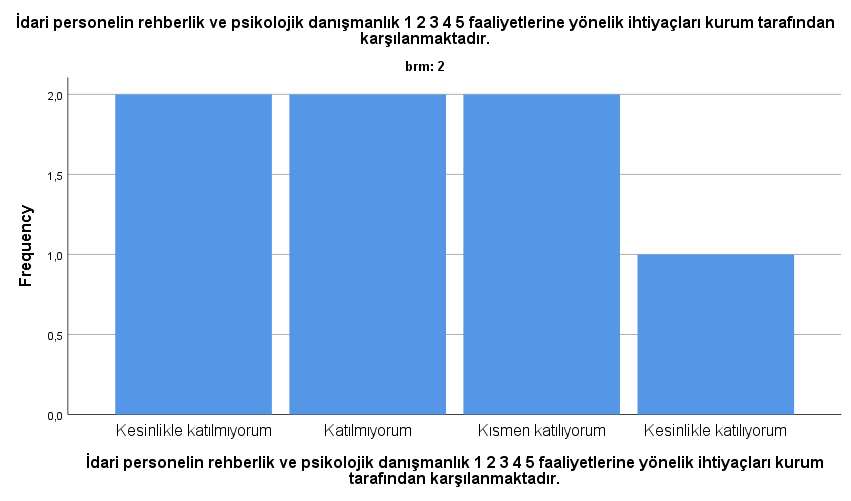 İdari personelin rehberlik ve psikolojik danışmanlık 1 2 3 4 5 faaliyetlerine yönelik ihtiyaçları kurum tarafından
karşılanmaktadır.
brm: 2
Frequency
2,0
1,5
1,0
0,5
0,0
Kesinlikle katılmıyorum
Katılmıyorum
Kısmen katılıyorum
Kesinlikle katılıyorum
İdari personelin rehberlik ve psikolojik danışmanlık 1 2 3 4 5 faaliyetlerine yönelik ihtiyaçları kurum
tarafından karşılanmaktadır.